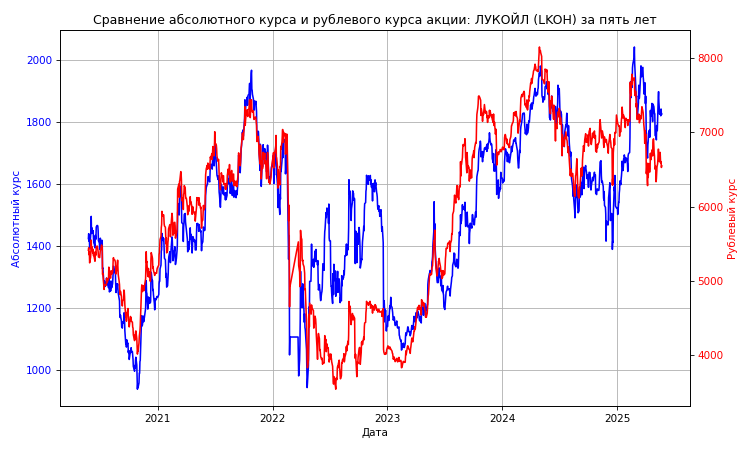 Сравнение абсолютного курса и рублевого курса акции: ЛУКОЙЛ (LKOH) за пять лет
Абсолютный курс
2000
1800
1600
1400
1200
1000
8000
7000
6000
5000
4000
Рублевый курс
2021 2022 2023 2024 2025
Дата